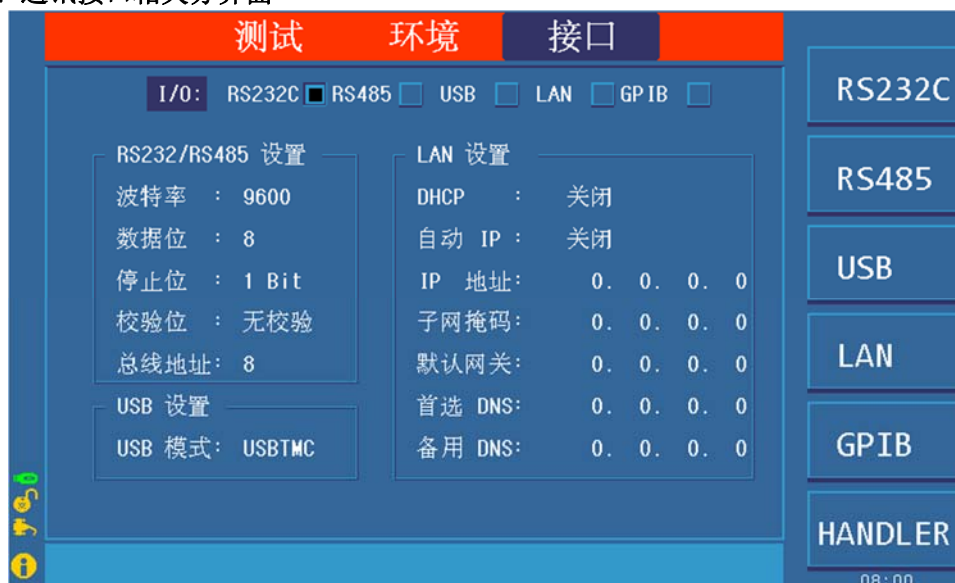 测试 环境 接口
I/O: RS232C RS485 USB LAN GPIB
RS232/RS485 设置
波特率 : 9600
数据位 : 8
停止位 : 1 Bit
校验位 : 无校验
总线地址: 8
USB 设置
USB 模式: USBTMC
LAN 设置
DHCP : 关闭
自动 IP : 关闭
IP 地址: 0. 0. 0. 0
子网掩码: 0. 0. 0. 0
默认网关: 0. 0. 0. 0
首选 DNS: 0. 0. 0. 0
备用 DNS: 0. 0. 0. 0
RS232C
RS485
USB
LAN
GPIB
HANDLER